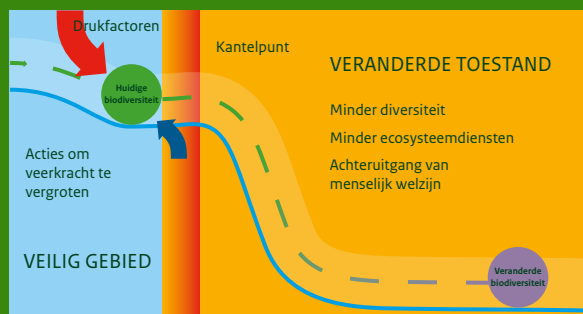 Drukfactoren
Kantelpunt
VERANDERDE TOESTAND
Huidige
biodiversiteit
Minder diversiteit
Minder ecosysteemdiensten
Acties om
veerkracht te
vergroten
Achteruitgang van
menselijk welzijn
VEILIG GEBIED
Veranderde
biodiversiteit